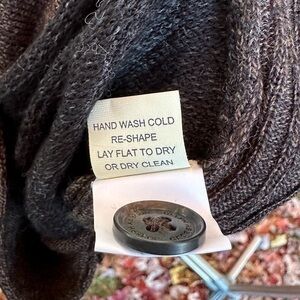 HAND WASH COLD
RE-SHAPE
LAY FLAT TO DRY
OR DRY CLEAN